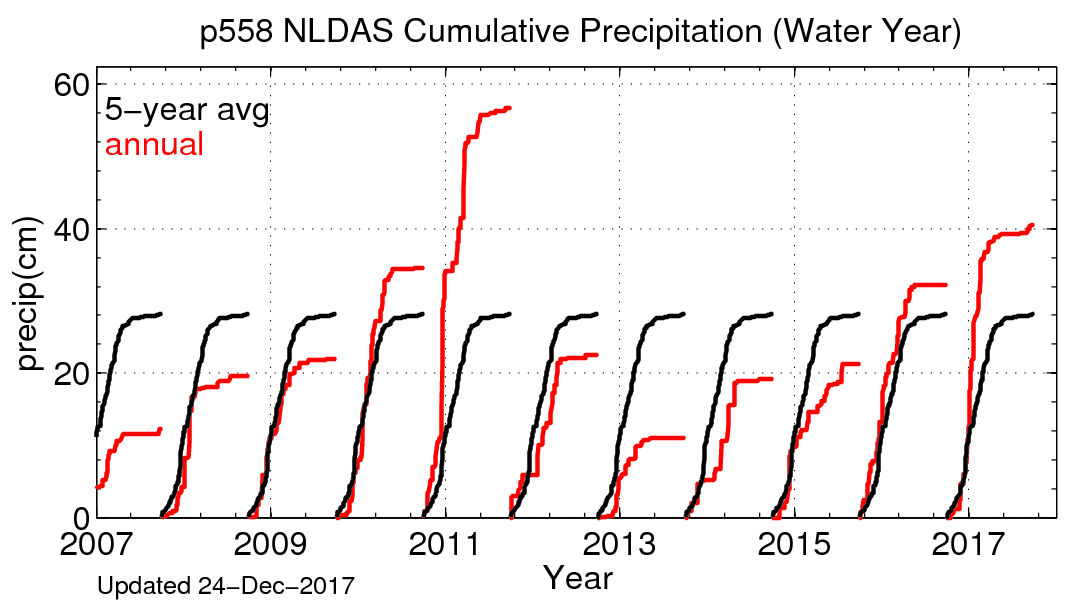 p558 NLDAS Cumulative Precipitation (Water Year)
60
5−year avg
annual
40
precip(cm)
20
0
2007 2009 2011 2013 2015 2017
Year
Updated 24−Dec−2017